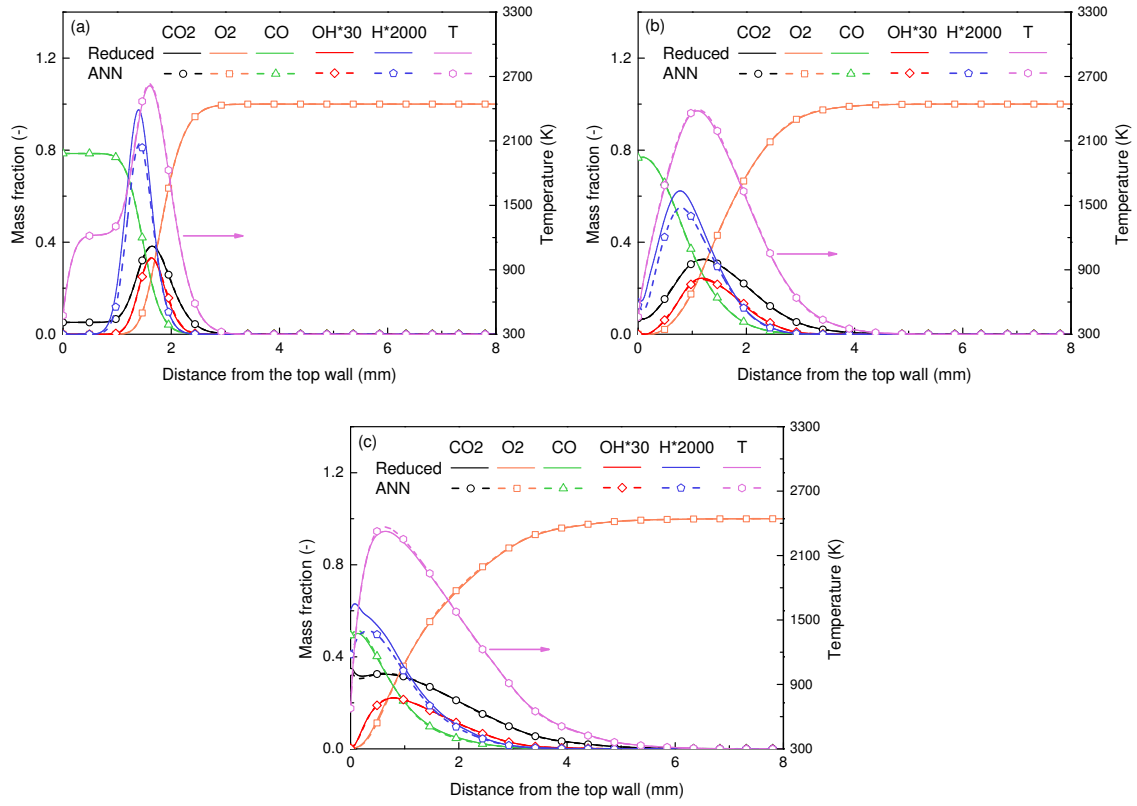 (a)
CO2 O2 CO OH*30 H*2000 T
Reduced
ANN
Mass fraction (-)
1.2
0.8
0.4
0.0
3300
2700
2100
1500
900
300
Temperature (K)
0 2 4 6 8
Distance from the top wall (mm)
(b)
CO2 O2 CO OH*30 H*2000 T
Reduced
ANN
Mass fraction (-)
1.2
0.8
0.4
0.0
3300
2700
2100
1500
900
300
Temperature (K)
0 2 4 6 8
Distance from the top wall (mm)
(c)
CO2 O2 CO OH*30 H*2000 T
Reduced
ANN
Mass fraction (-)
1.2
0.8
0.4
0.0
3300
2700
2100
1500
900
300
Temperature (K)
0 2 4 6 8
Distance from the top wall (mm)